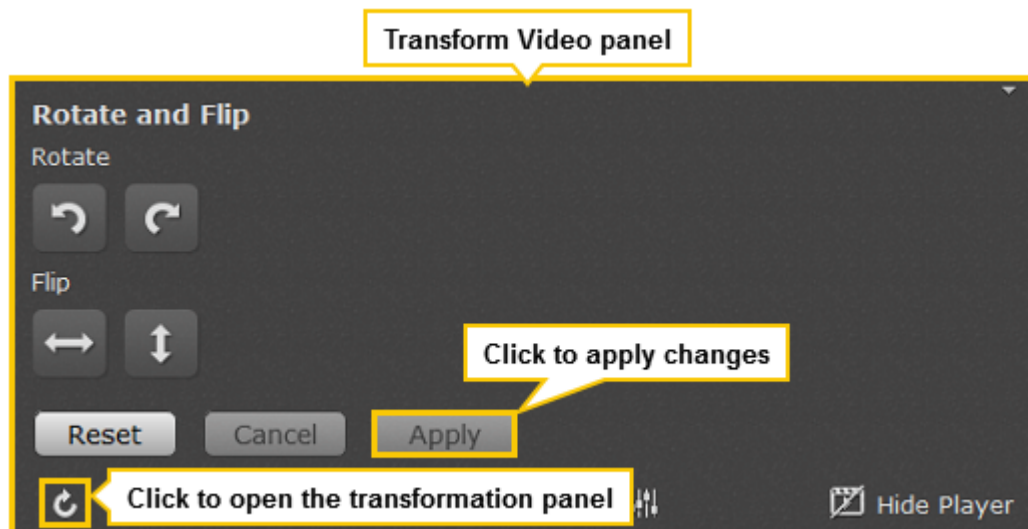 Transform Video panel
Rotate and Flip
Rotate
Flip
Click to apply changes
Reset Cancel Apply
Click to open the transformation panel
Hide Player